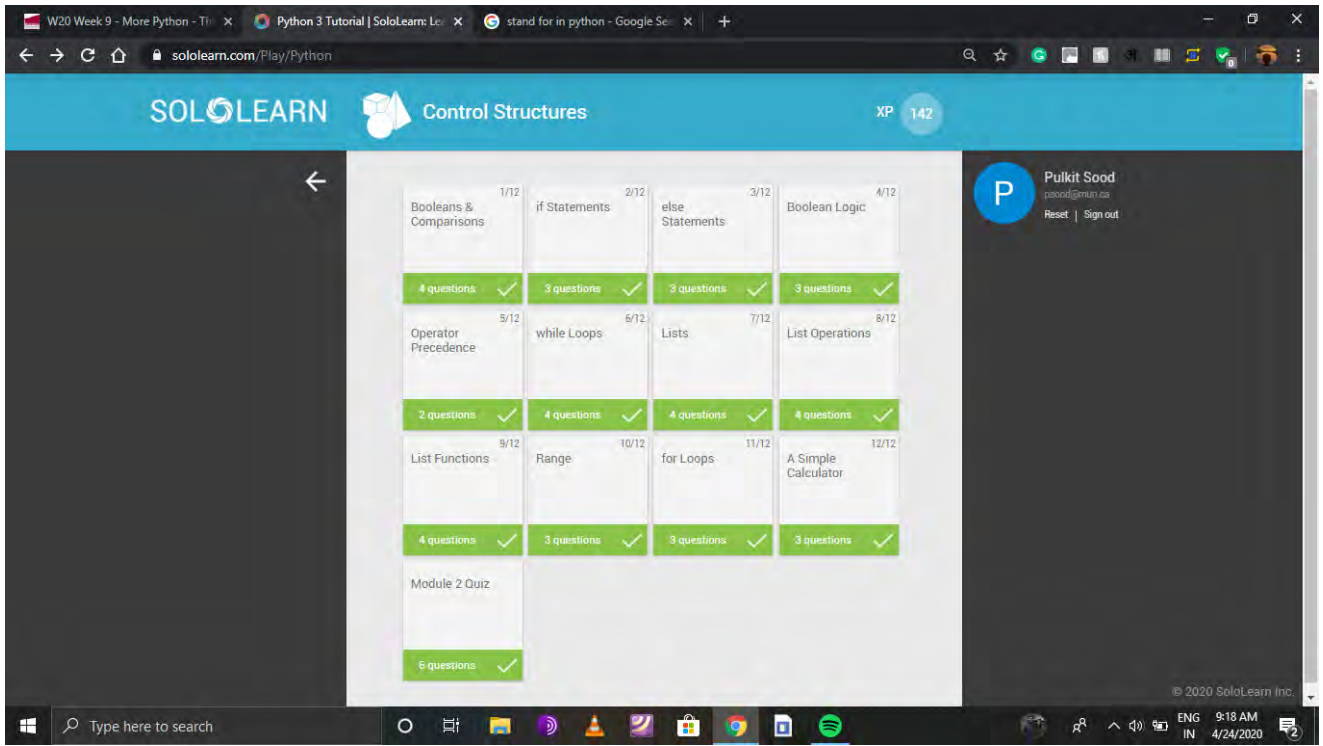 W20 Week 9 - More Python - Th
Python 3 Tutorial | SoloLearn: Le
stand for in python - Google Se
sololearn.com/Play/Python
SOLOLEARN
Control Structures
XP 142
Pulkit Sood
psood@mun.ca
Reset | Sign out
1/12
Booleans &
Comparisons
4 questions
2/12
if Statements
3 questions
3/12
else
Statements
3 questions
4/12
Boolean Logic
3 questions
5/12
Operator
Precedence
2 questions
6/12
while Loops
4 questions
7/12
Lists
4 questions
8/12
List Operations
4 questions
9/12
List Functions
4 questions
10/12
Range
3 questions
11/12
for Loops
3 questions
12/12
A Simple
Calculator
3 questions
Module 2 Quiz
6 questions
© 2020 SoloLearn Inc.
Type here to search
ENG
IN
9:18 AM
4/24/2020
2